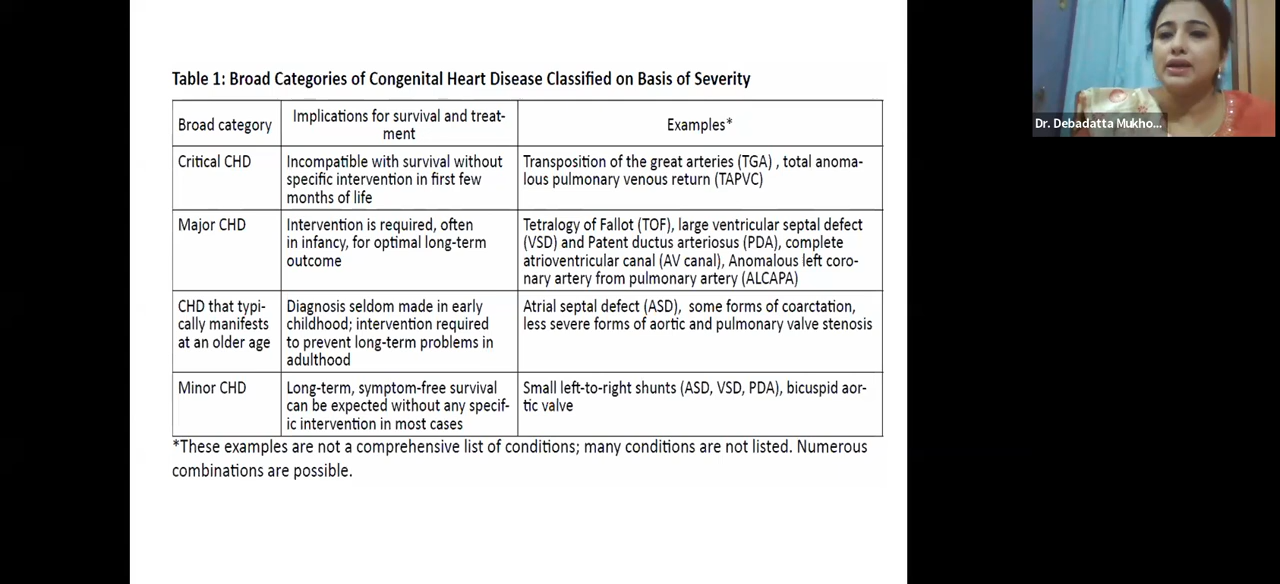 Table 1: Broad Categories of Congenital Heart Disease Classified on Basis of Severity
Broad category
Implications for survival and treat-
ment
Examples*
Critical CHD
Incompatible with survival without
specific intervention in first few
months of life
Transposition of the great arteries (TGA) , total anoma-
lous pulmonary venous return (TAPVC)
Major CHD
Intervention is required, often
in infancy, for optimal long-term
outcome
Tetralogy of Fallot (TOF), large ventricular septal defect
(VSD) and Patent ductus arteriosus (PDA), complete
atrioventricular canal (AV canal), Anomalous left coro-
nary artery from pulmonary artery (ALCAPA)
CHD that typi-
cally manifests
at an older age
Diagnosis seldom made in early
childhood; intervention required
to prevent long-term problems in
adulthood
Atrial septal defect (ASD), some forms of coarctation,
less severe forms of aortic and pulmonary valve stenosis
Minor CHD
Long-term, symptom-free survival
can be expected without any specif-
ic intervention in most cases
Small left-to-right shunts (ASD, VSD, PDA), bicuspid aor-
tic valve
*These examples are not a comprehensive list of conditions; many conditions are not listed. Numerous
combinations are possible.
Dr. Debadatta Mukho...